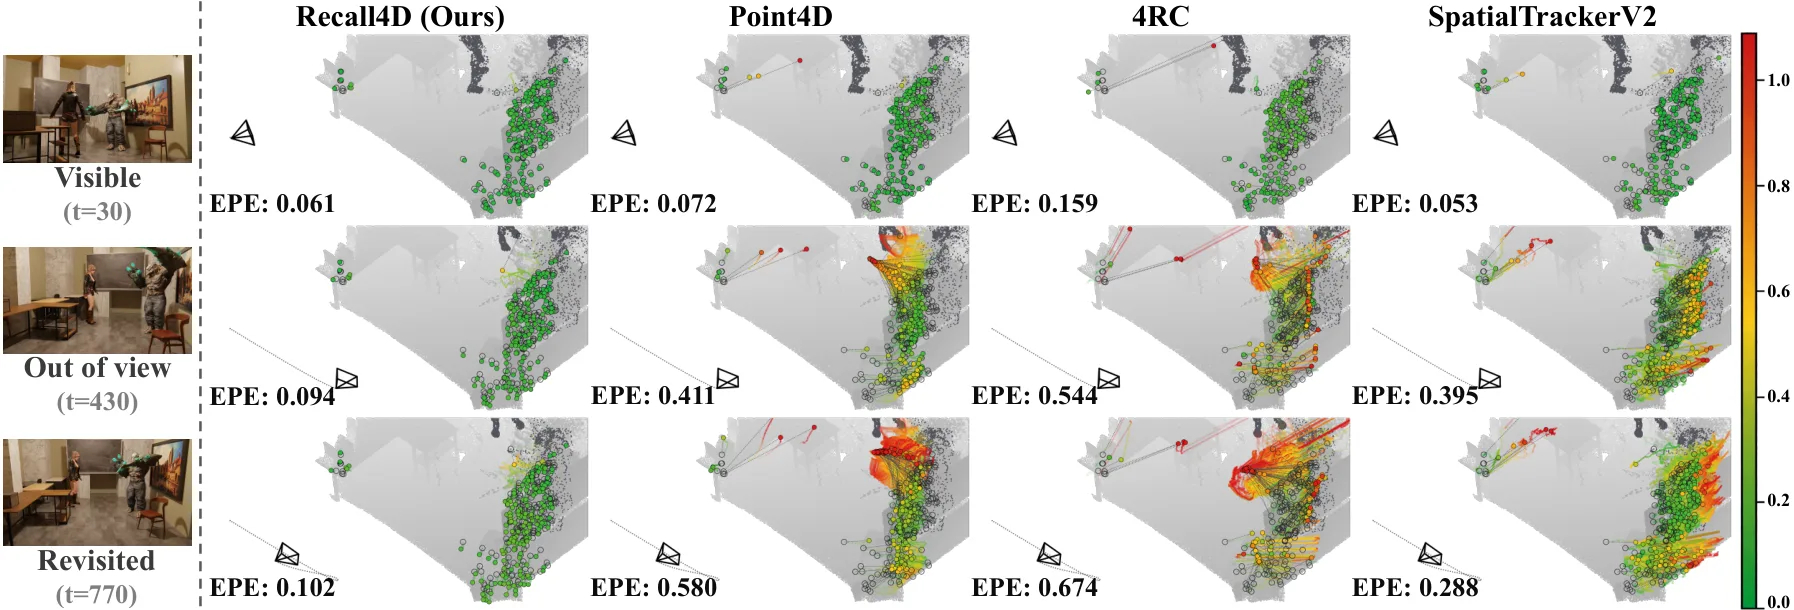 Recall4D (Ours) Point4D 4RC SpatialTrackerV2
Visible
(t=30)
EPE: 0.061 EPE: 0.072 EPE: 0.159 EPE: 0.053
Out of view
(t=430)
EPE: 0.094 EPE: 0.411 EPE: 0.544 EPE: 0.395
Revisited
(t=770)
EPE: 0.102 EPE: 0.580 EPE: 0.674 EPE: 0.288
1.0
0.8
0.6
0.4
0.2
0.0